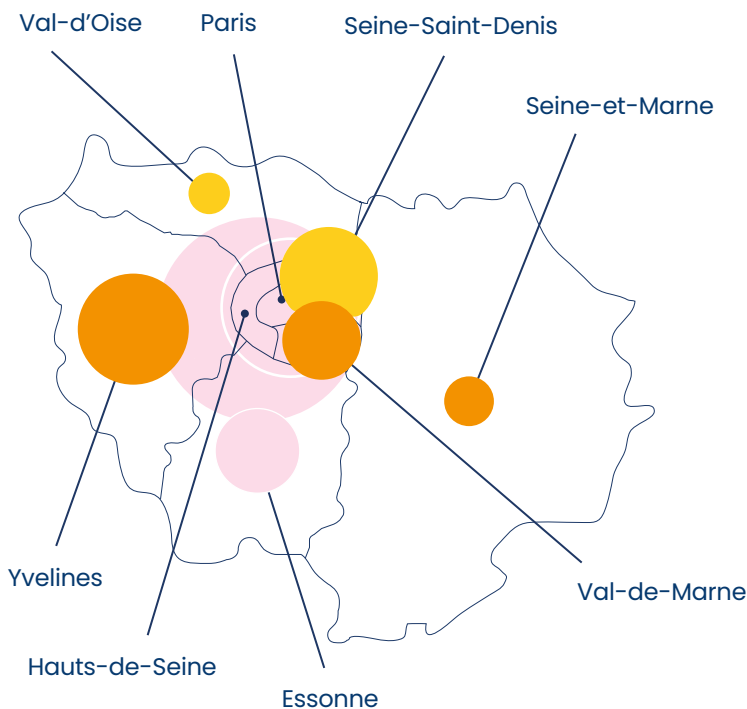 Val-d’Oise
Paris
Seine-Saint-Denis
Seine-et-Marne
Yvelines
Val-de-Marne
Hauts-de-Seine
Essonne